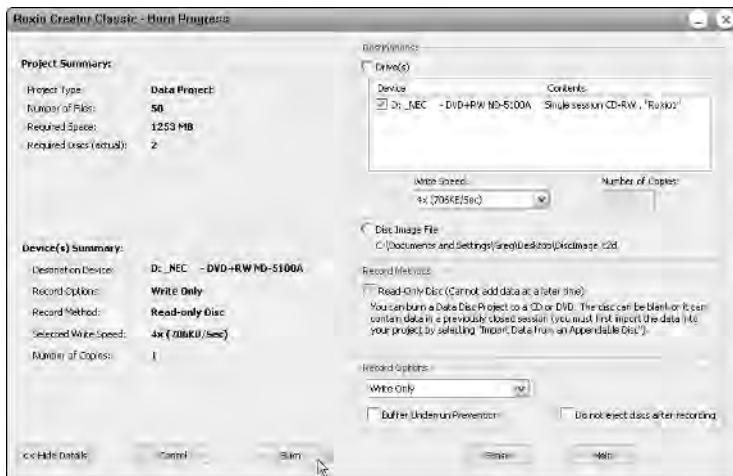 Roxio Creator Classic - Burn Progress
Project Summary:
Project Type: Data Project
Number of Files: 58
Required Space: 1253 MB
Required Discs (actual): 2
Device(s) Summary:
Destination Device: D: _NEC - DVD+RW ND-5100A
Record Options: Write Only
Record Method: Read-only Disc
Selected Write Speed: 4x (706KB/Sec)
Number of Copies: 1
<< Hide Details Cancel Burn
Destinations:
Drive(s)
Device Contents
D: _NEC - DVD+RW ND-5100A Single session CD-RW, "Roxio1"
Write Speed: Number of Copies:
4x (706KB/Sec)
Disc Image File
C:\Documents and Settings\Greg\Desktop\DiscImage.c2d
Record Method:
Read-Only Disc (Cannot add data at a later time)
You can burn a Data Disc Project to a CD or DVD. The disc can be blank or it can
contain data in a previously closed session (you must first import the data into
your project by selecting "Import Data from an Appendable Disc").
Record Options:
Write Only
Buffer Underrun Prevention Do not eject discs after recording
Help